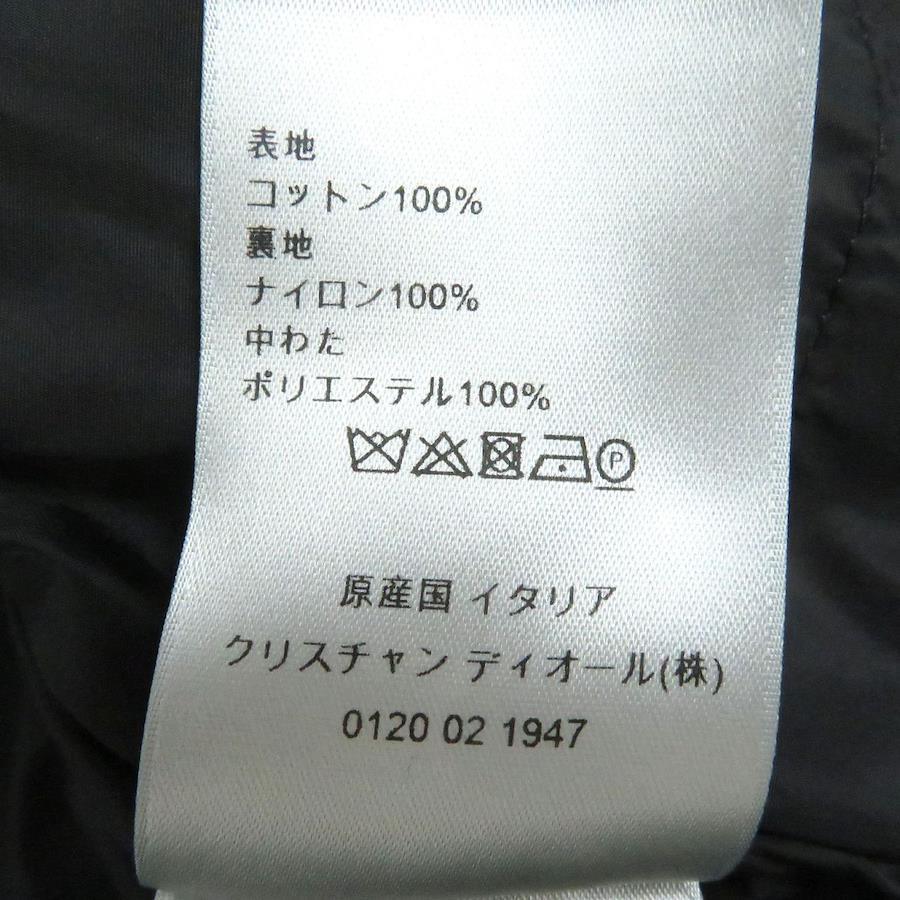 表地
コットン100%
裏地
ナイロン100%
中わた
ポリエステル100%
P
原産国 イタリア
クリスチャン ディオール(株)
0120 02 1947